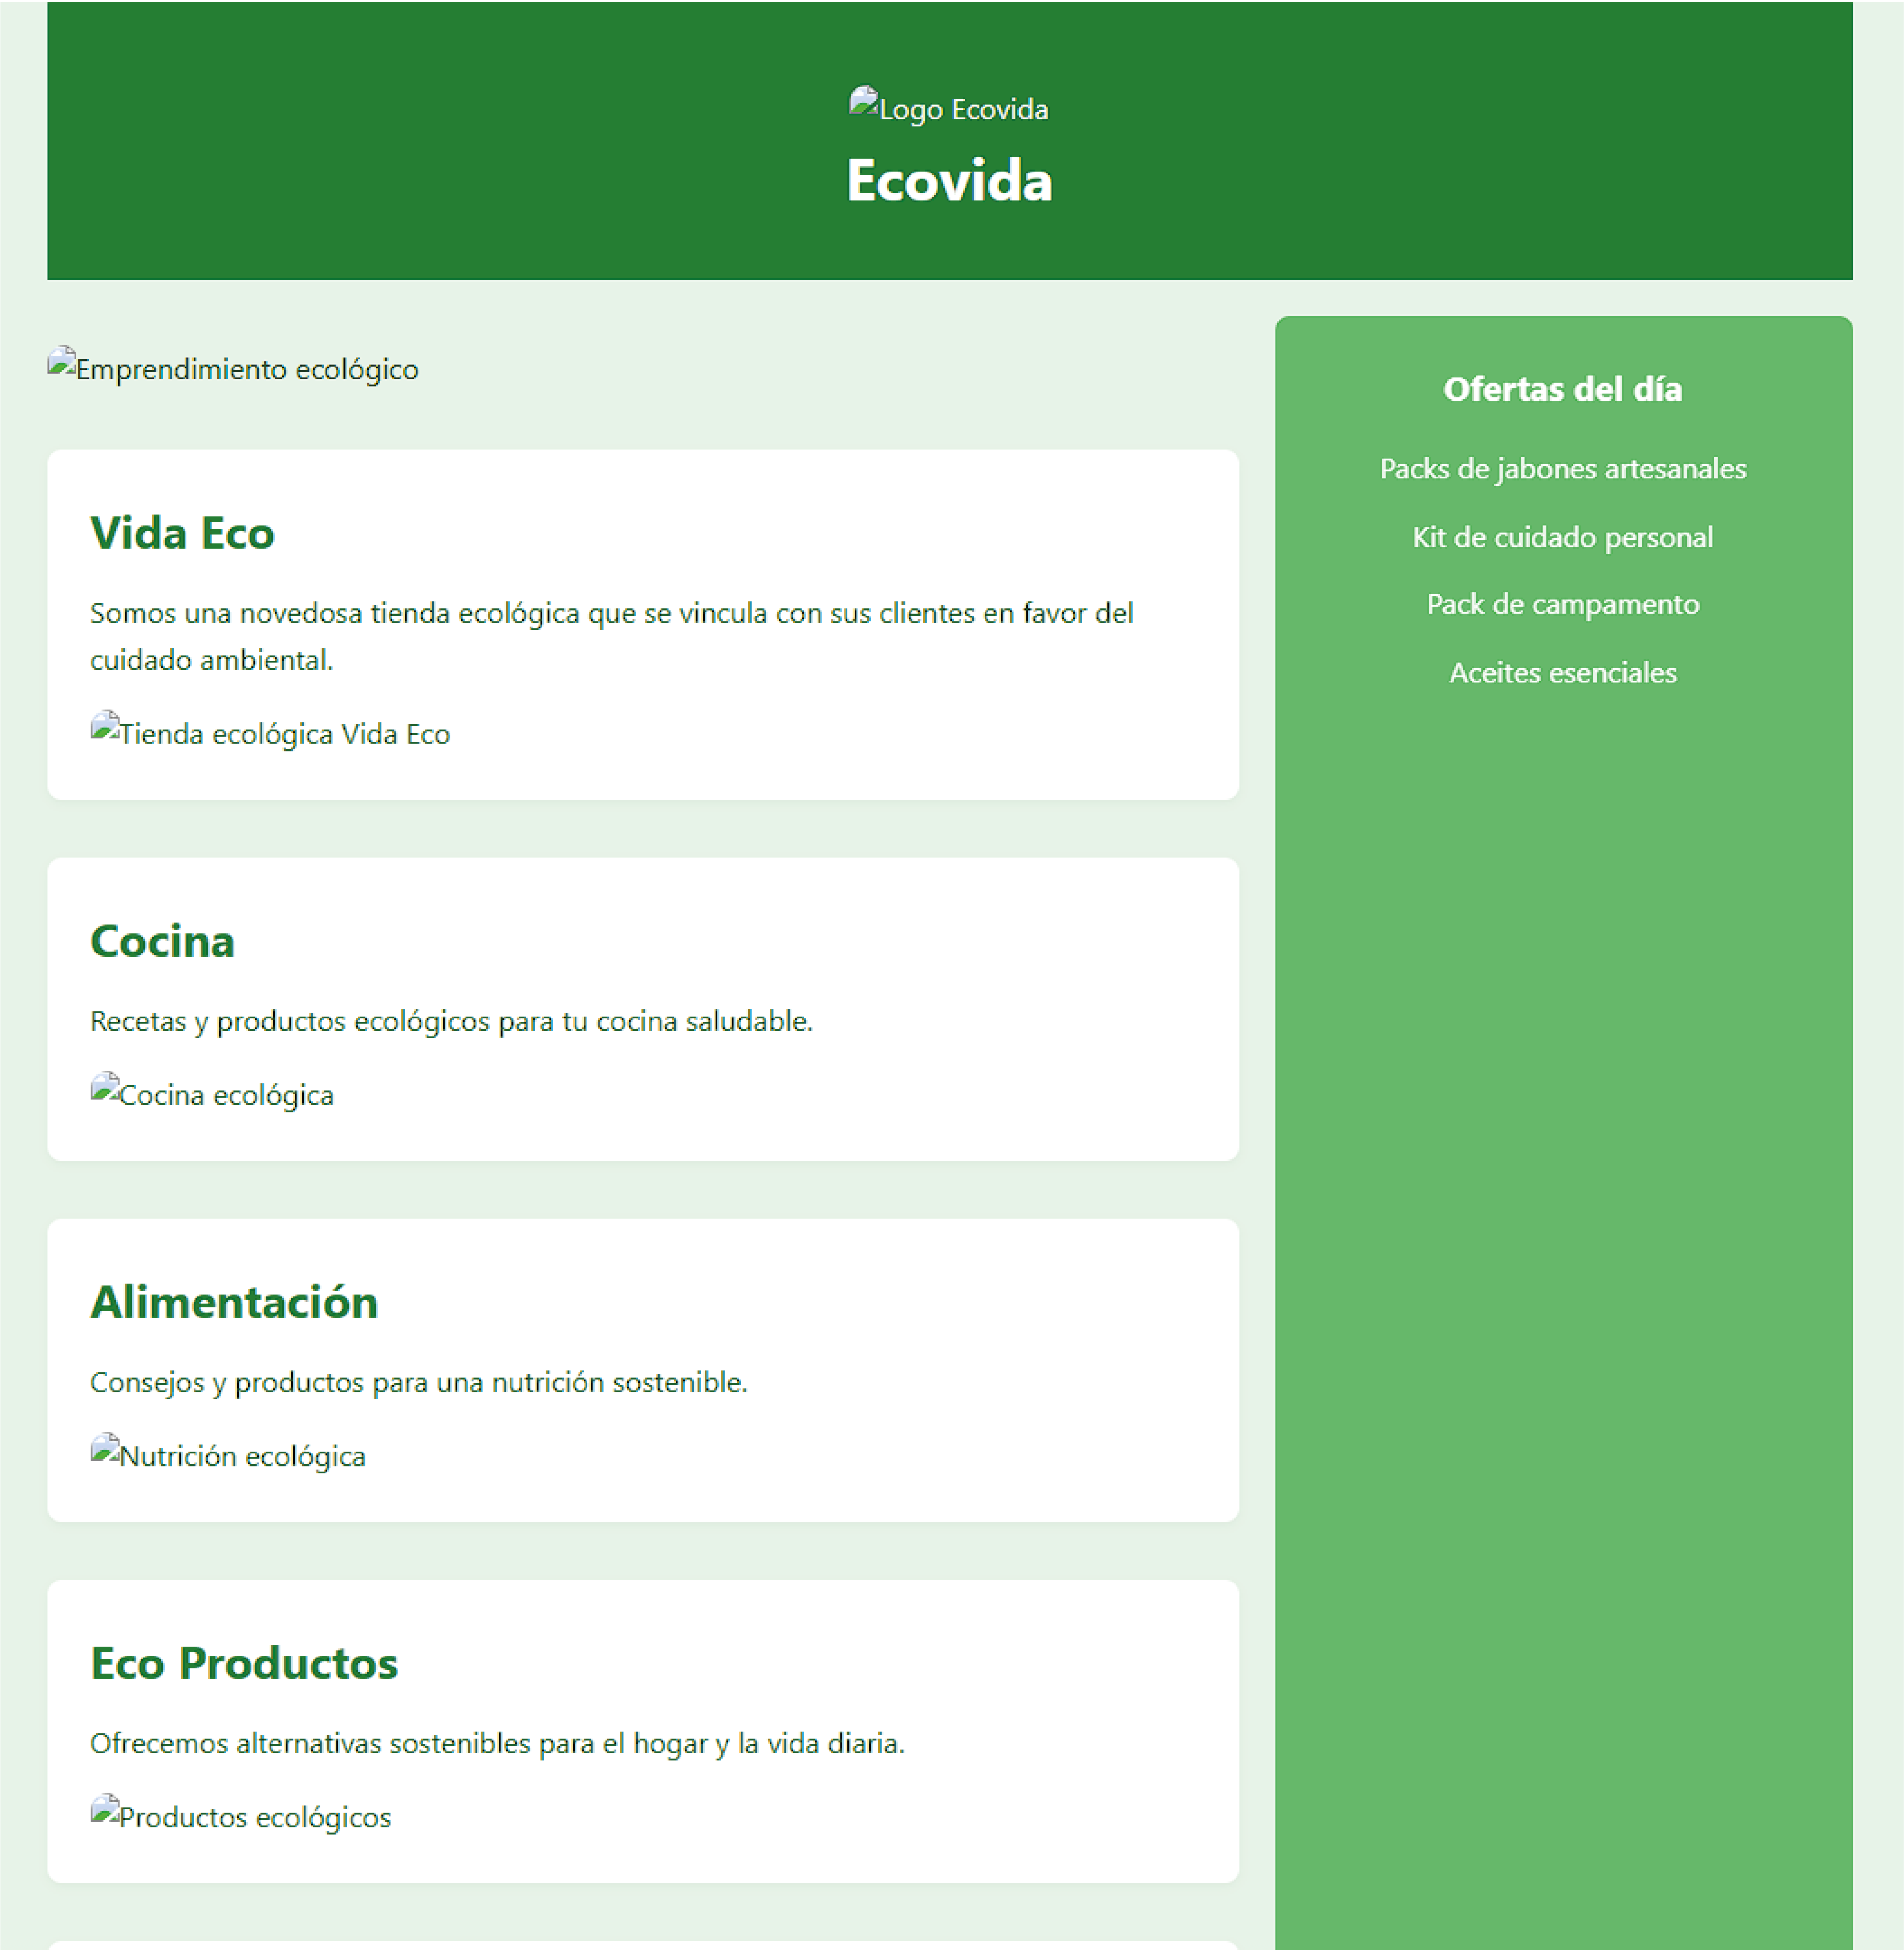 Logo Ecovida
Ecovida
Emprendimiento ecológico
Vida Eco
Somos una novedosa tienda ecológica que se vincula con sus clientes en favor del
cuidado ambiental.
Tienda ecológica Vida Eco
Cocina
Recetas y productos ecológicos para tu cocina saludable.
Cocina ecológica
Alimentación
Consejos y productos para una nutrición sostenible.
Nutrición ecológica
Eco Productos
Ofrecemos alternativas sostenibles para el hogar y la vida diaria.
Productos ecológicos
Ofertas del día
Packs de jabones artesanales
Kit de cuidado personal
Pack de campamento
Aceites esenciales